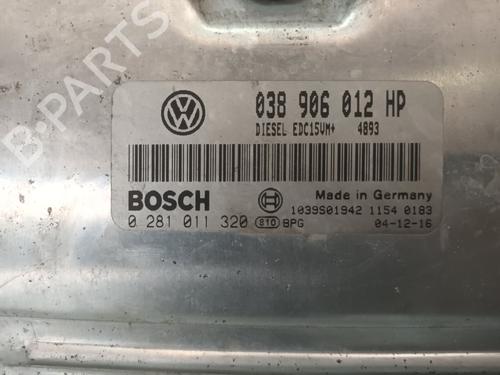 038 906 012 HP
DIESEL EDC15VM+ 4893
BOSCH
Made in Germany
0 281 011 320 STD BPG
1039S01942 1154 0183
04-12-16
B-PARTS